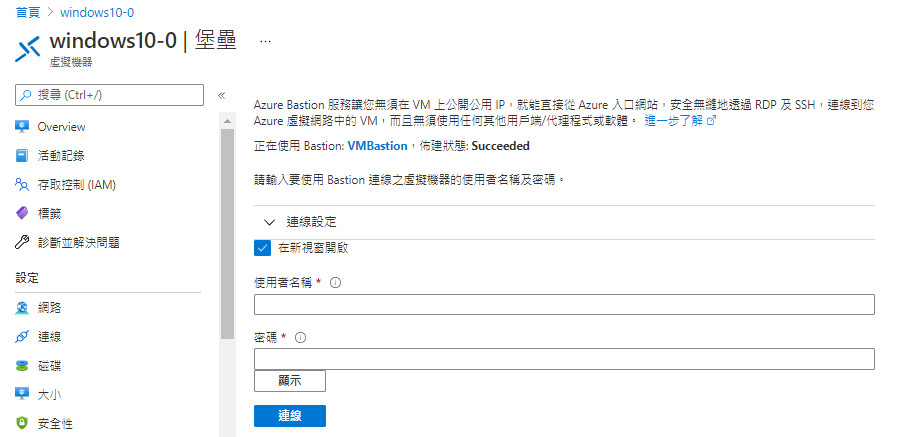 首頁 > windows10-0
windows10-0 | 堡壘 ...
虛擬機器
搜尋 (Ctrl+/)
«
Overview
活動記錄
存取控制 (IAM)
標籤
診斷並解決問題
設定
網路
連線
磁碟
大小
安全性
Azure Bastion 服務讓您無須在 VM 上公開公用 IP，就能直接從 Azure 入口網站，安全無縫地透過 RDP 及 SSH，連線到您
Azure 虛擬網路中的 VM，而且無須使用任何其他用戶端/代理程式或軟體。 進一步了解
正在使用 Bastion: VMBastion，佈建狀態: Succeeded
請輸入要使用 Bastion 連線之虛擬機器的使用者名稱及密碼。
連線設定
在新視窗開啟
使用者名稱 *
密碼 *
顯示
連線